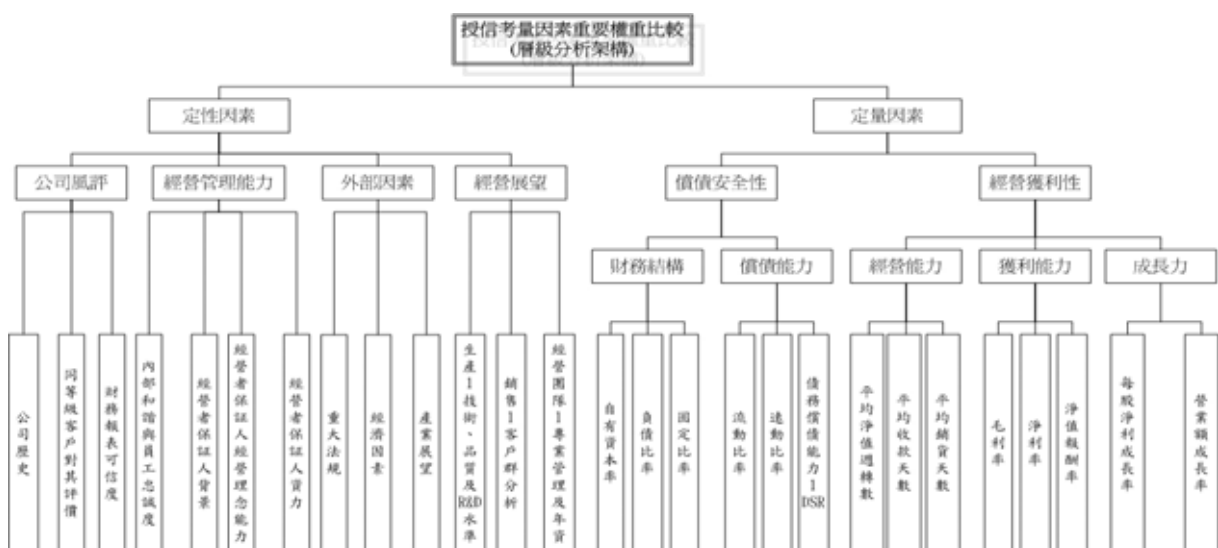 授信考量因素重要權重比較
(層級分析架構)
定性因素
定量因素
公司風評
經營管理能力
外部因素
經營展望
償債安全性
經營獲利性
財務結構
償債能力
經營能力
獲利能力
成長力
公司歷史
同等級客戶對其評價
財務報表可信度
內部和諧與員工忠誠度
經營者保証人背景
經營者保証人經營理念能力
經營者保証人資力
重大法規
經濟因素
產業展望
生產1技術、品質及R&D水準
銷售1客戶群分析
經營團隊1專業管理及年資
自有資本率
負債比率
固定比率
流動比率
速動比率
債務償債能力1DSR
平均淨值週轉數
平均收款天數
平均銷貨天數
毛利率
淨利率
淨值報酬率
每股淨利成長率
營業額成長率